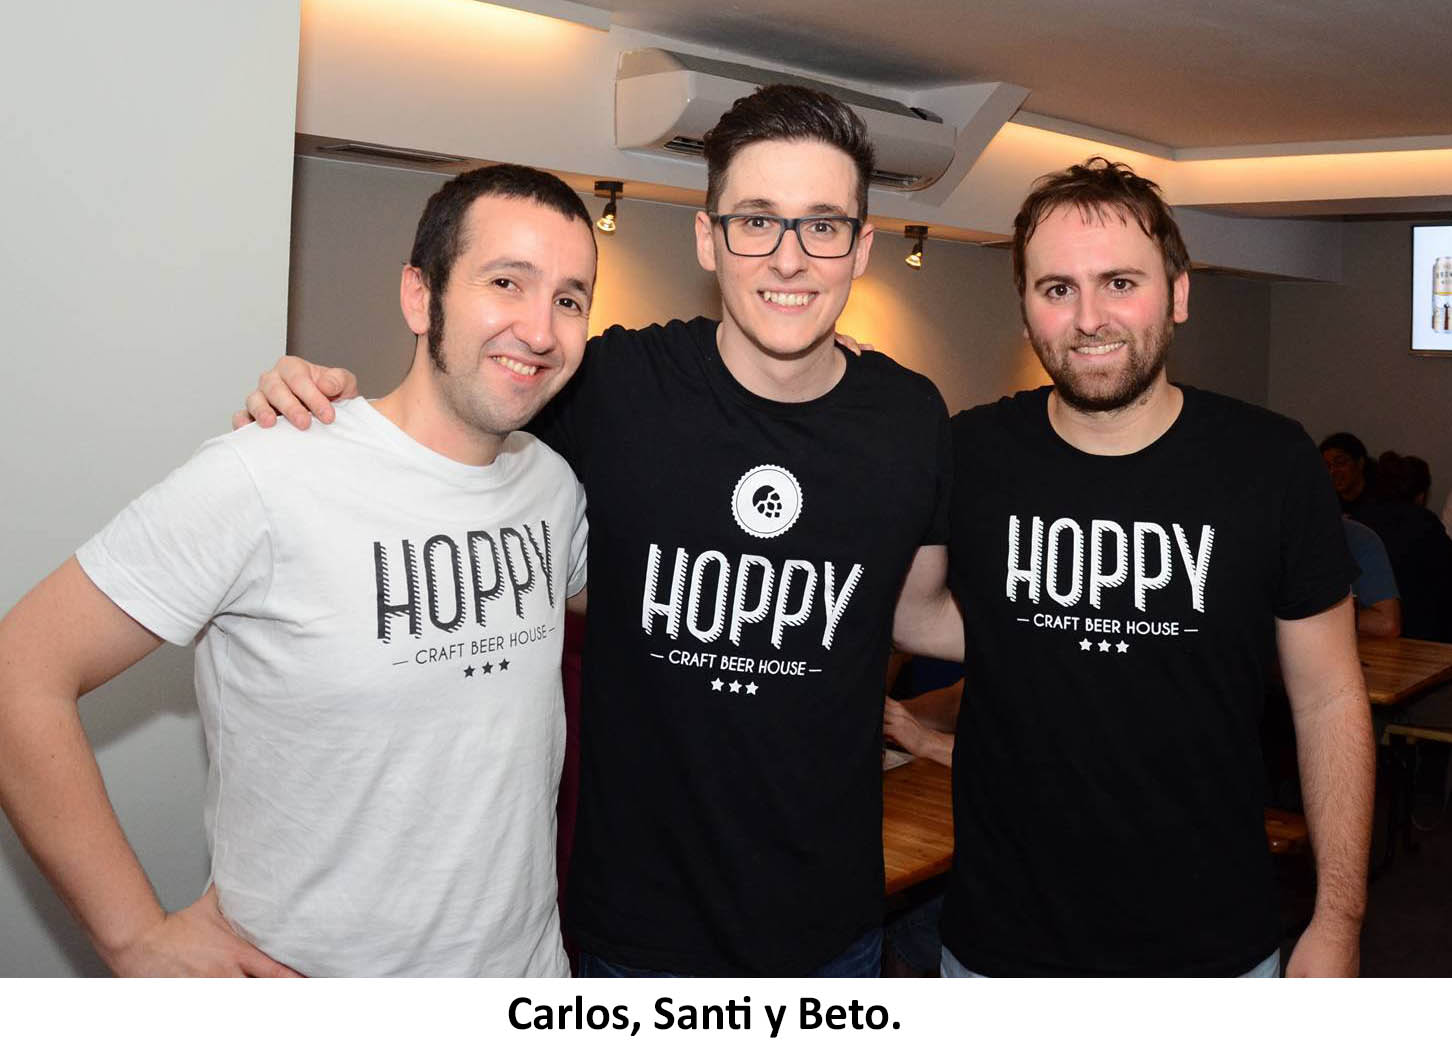 HOPPY
— CRAFT BEER HOUSE —
HOPPY
— CRAFT BEER HOUSE —
HOPPY
— CRAFT BEER HOUSE —
Carlos, Santi y Beto.